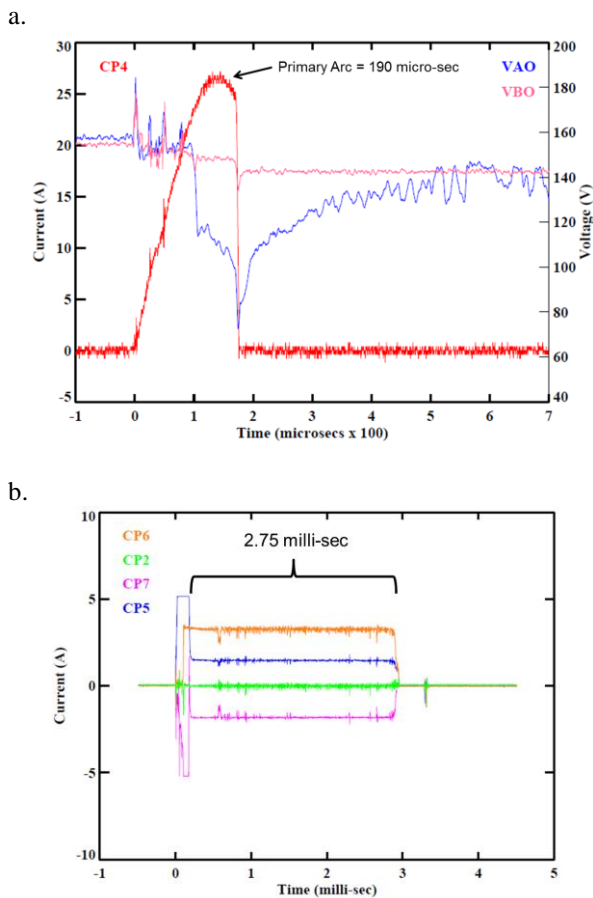 a.
30
25
20
15
10
5
0
-5
Current (A)
CP4
Primary Arc = 190 micro-sec
VAO
VBO
200
180
160
140
120
100
80
60
40
Voltage (V)
-1 0 1 2 3 4 5 6 7
Time (microsecs x 100)
b.
10
5
0
-5
-10
Current (A)
CP6
CP2
CP7
CP5
2.75 milli-sec
-1 0 1 2 3 4 5
Time (milli-sec)